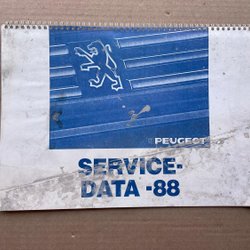 PEUGEOT
SERVICE-
DATA -88